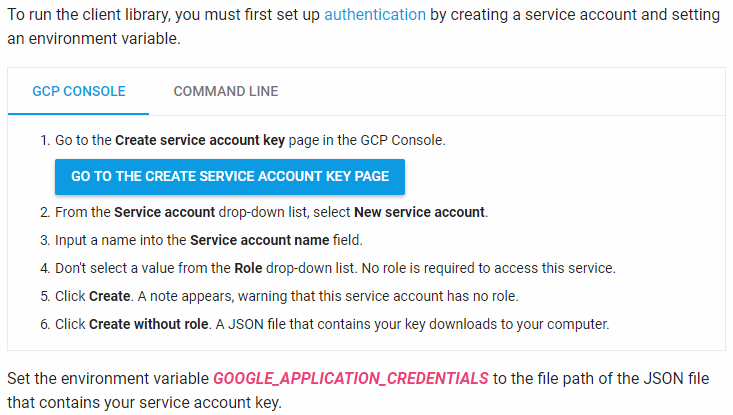 To run the client library, you must first set up authentication by creating a service account and setting
an environment variable.
GCP CONSOLE COMMAND LINE
1. Go to the Create service account key page in the GCP Console.
GO TO THE CREATE SERVICE ACCOUNT KEY PAGE
2. From the Service account drop-down list, select New service account.
3. Input a name into the Service account name field.
4. Don't select a value from the Role drop-down list. No role is required to access this service.
5. Click Create. A note appears, warning that this service account has no role.
6. Click Create without role. A JSON file that contains your key downloads to your computer.
Set the environment variable GOOGLE_APPLICATION_CREDENTIALS to the file path of the JSON file
that contains your service account key.